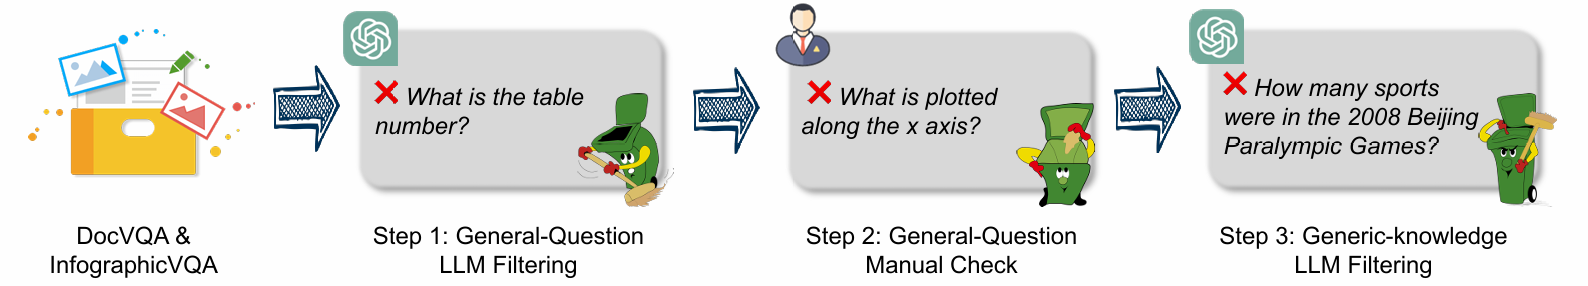 What is the table
number?
What is plotted
along the x axis?
How many sports
were in the 2008 Beijing
Paralympic Games?
DocVQA &
InfographicVQA
Step 1: General-Question
LLM Filtering
Step 2: General-Question
Manual Check
Step 3: Generic-knowledge
LLM Filtering